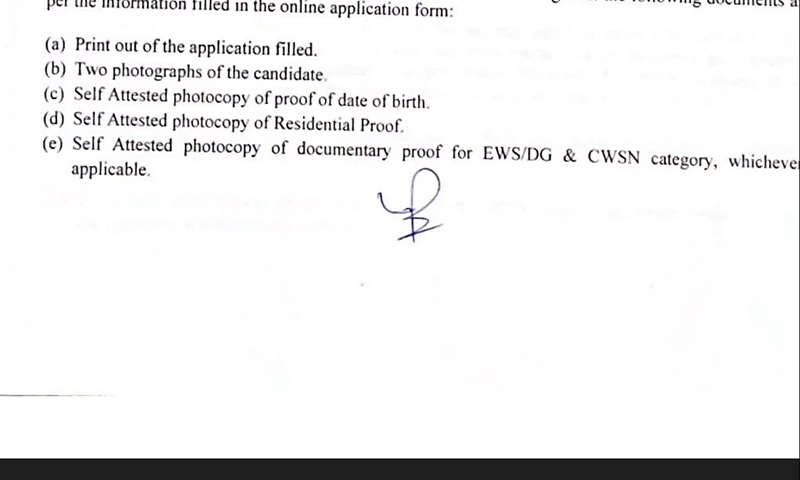 per the information filled in the online application form: following documents
(a) Print out of the application filled.
(b) Two photographs of the candidate.
(c) Self Attested photocopy of proof of date of birth.
(d) Self Attested photocopy of Residential Proof.
(e) Self Attested photocopy of documentary proof for EWS/DG & CWSN category, whichever
applicable.